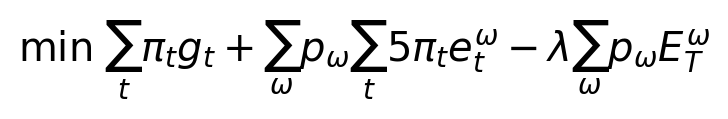 min ∑_t π_t g_t + ∑_ω p_ω ∑_t 5π_t e_t^ω − λ ∑_ω p_ω E_T^ω